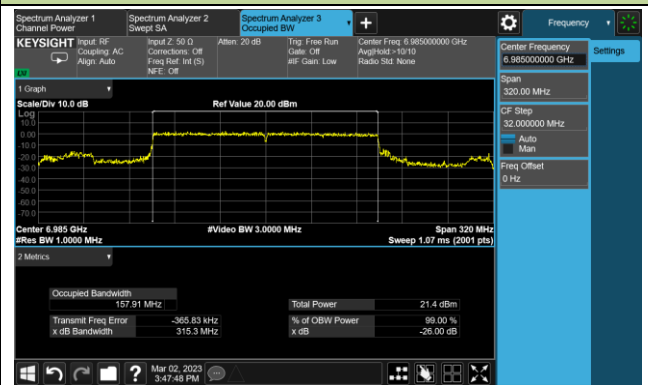 Spectrum Analyzer 1
Channel Power
Spectrum Analyzer 2
Swept SA
Spectrum Analyzer 3
Occupied BW
Frequency
KEYSIGHT
Input: RF
Coupling: AC
Align: Auto
Input Z: 50 Ω
Corrections: Off
Freq Ref: Int (S)
NFE: Off
Atten: 20 dB
Trig: Free Run
Gate: Off
#IF Gain: Low
Center Freq: 6.985000000 GHz
Avg|Hold:>10/10
Radio Std: None
Center Frequency
6.985000000 GHz
Settings
Span
320.00 MHz
CF Step
32.000000 MHz
Auto
Man
Freq Offset
0 Hz
1 Graph
Scale/Div 10.0 dB
Ref Value 20.00 dBm
Log
10.0
0.00
-10.0
-20.0
-30.0
-40.0
-50.0
-60.0
-70.0
Center 6.985 GHz
#Video BW 3.0000 MHz
Span 320 MHz
#Res BW 1.0000 MHz
Sweep 1.07 ms (2001 pts)
2 Metrics
Occupied Bandwidth
157.91 MHz
Total Power 21.4 dBm
Transmit Freq Error -365.83 kHz
% of OBW Power 99.00 %
x dB Bandwidth 315.3 MHz
x dB -26.00 dB
Mar 02, 2023
3:47:48 PM